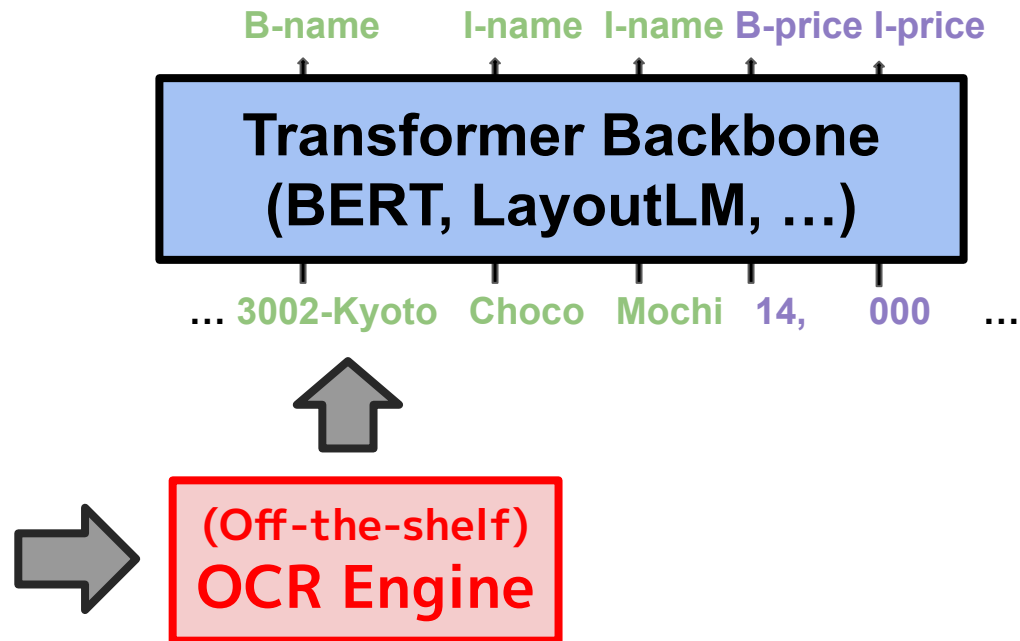 B-name I-name I-name B-price I-price
Transformer Backbone
(BERT, LayoutLM, …)
… 3002-Kyoto Choco Mochi 14, 000 …
(Off-the-shelf)
OCR Engine